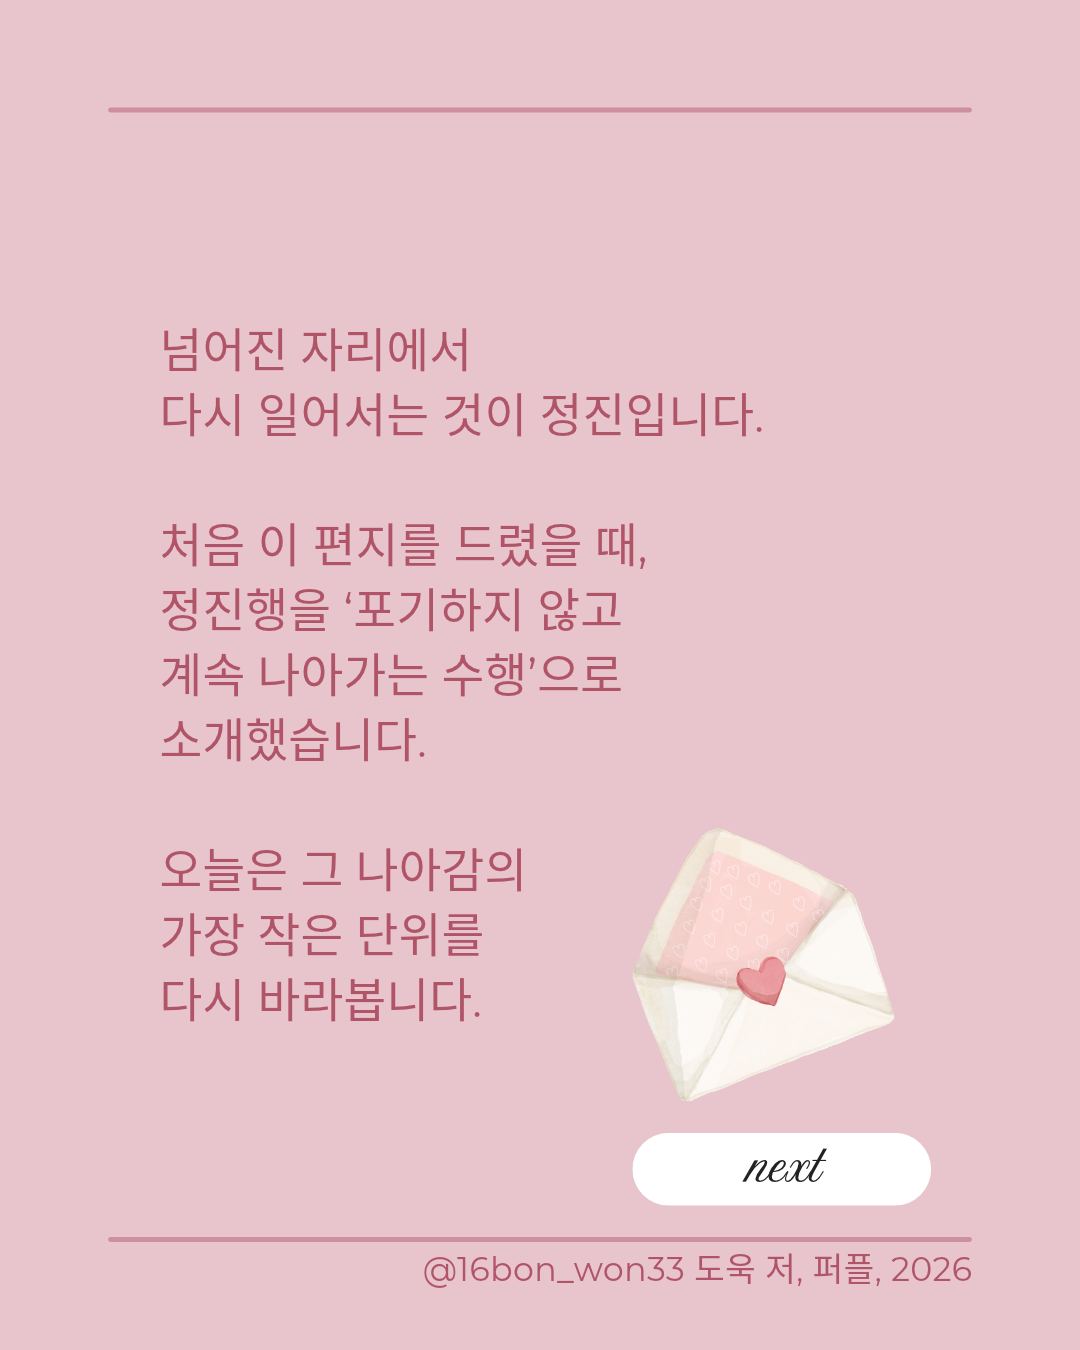 넘어진 자리에서
다시 일어서는 것이 정진입니다.
처음 이 편지를 드렸을 때,
정진행을 ‘포기하지 않고
계속 나아가는 수행’으로
소개했습니다.
오늘은 그 나아감의
가장 작은 단위를
다시 바라봅니다.
next
@16bon_won33 도욱 저, 퍼플, 2026